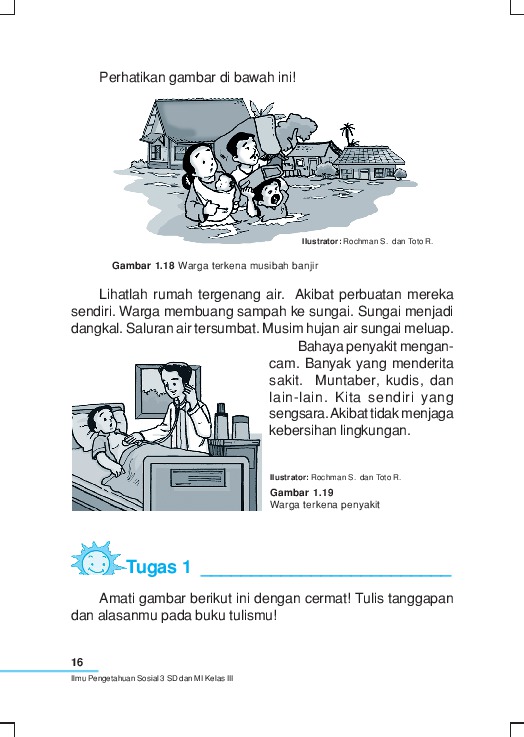 Perhatikan gambar di bawah ini!
Ilustrator: Rochman S. dan Toto R.
Gambar 1.18 Warga terkena musibah banjir
Lihatlah rumah tergenang air. Akibat perbuatan mereka
sendiri. Warga membuang sampah ke sungai. Sungai menjadi
dangkal. Saluran air tersumbat. Musim hujan air sungai meluap.
Bahaya penyakit mengan-
cam. Banyak yang menderita
sakit. Muntaber, kudis, dan
lain-lain. Kita sendiri yang
sengsara. Akibat tidak menjaga
kebersihan lingkungan.
Ilustrator: Rochman S. dan Toto R.
Gambar 1.19
Warga terkena penyakit
Tugas 1
Amati gambar berikut ini dengan cermat! Tulis tanggapan
dan alasanmu pada buku tulismu!
16
Ilmu Pengetahuan Sosial 3 SD dan MI Kelas III